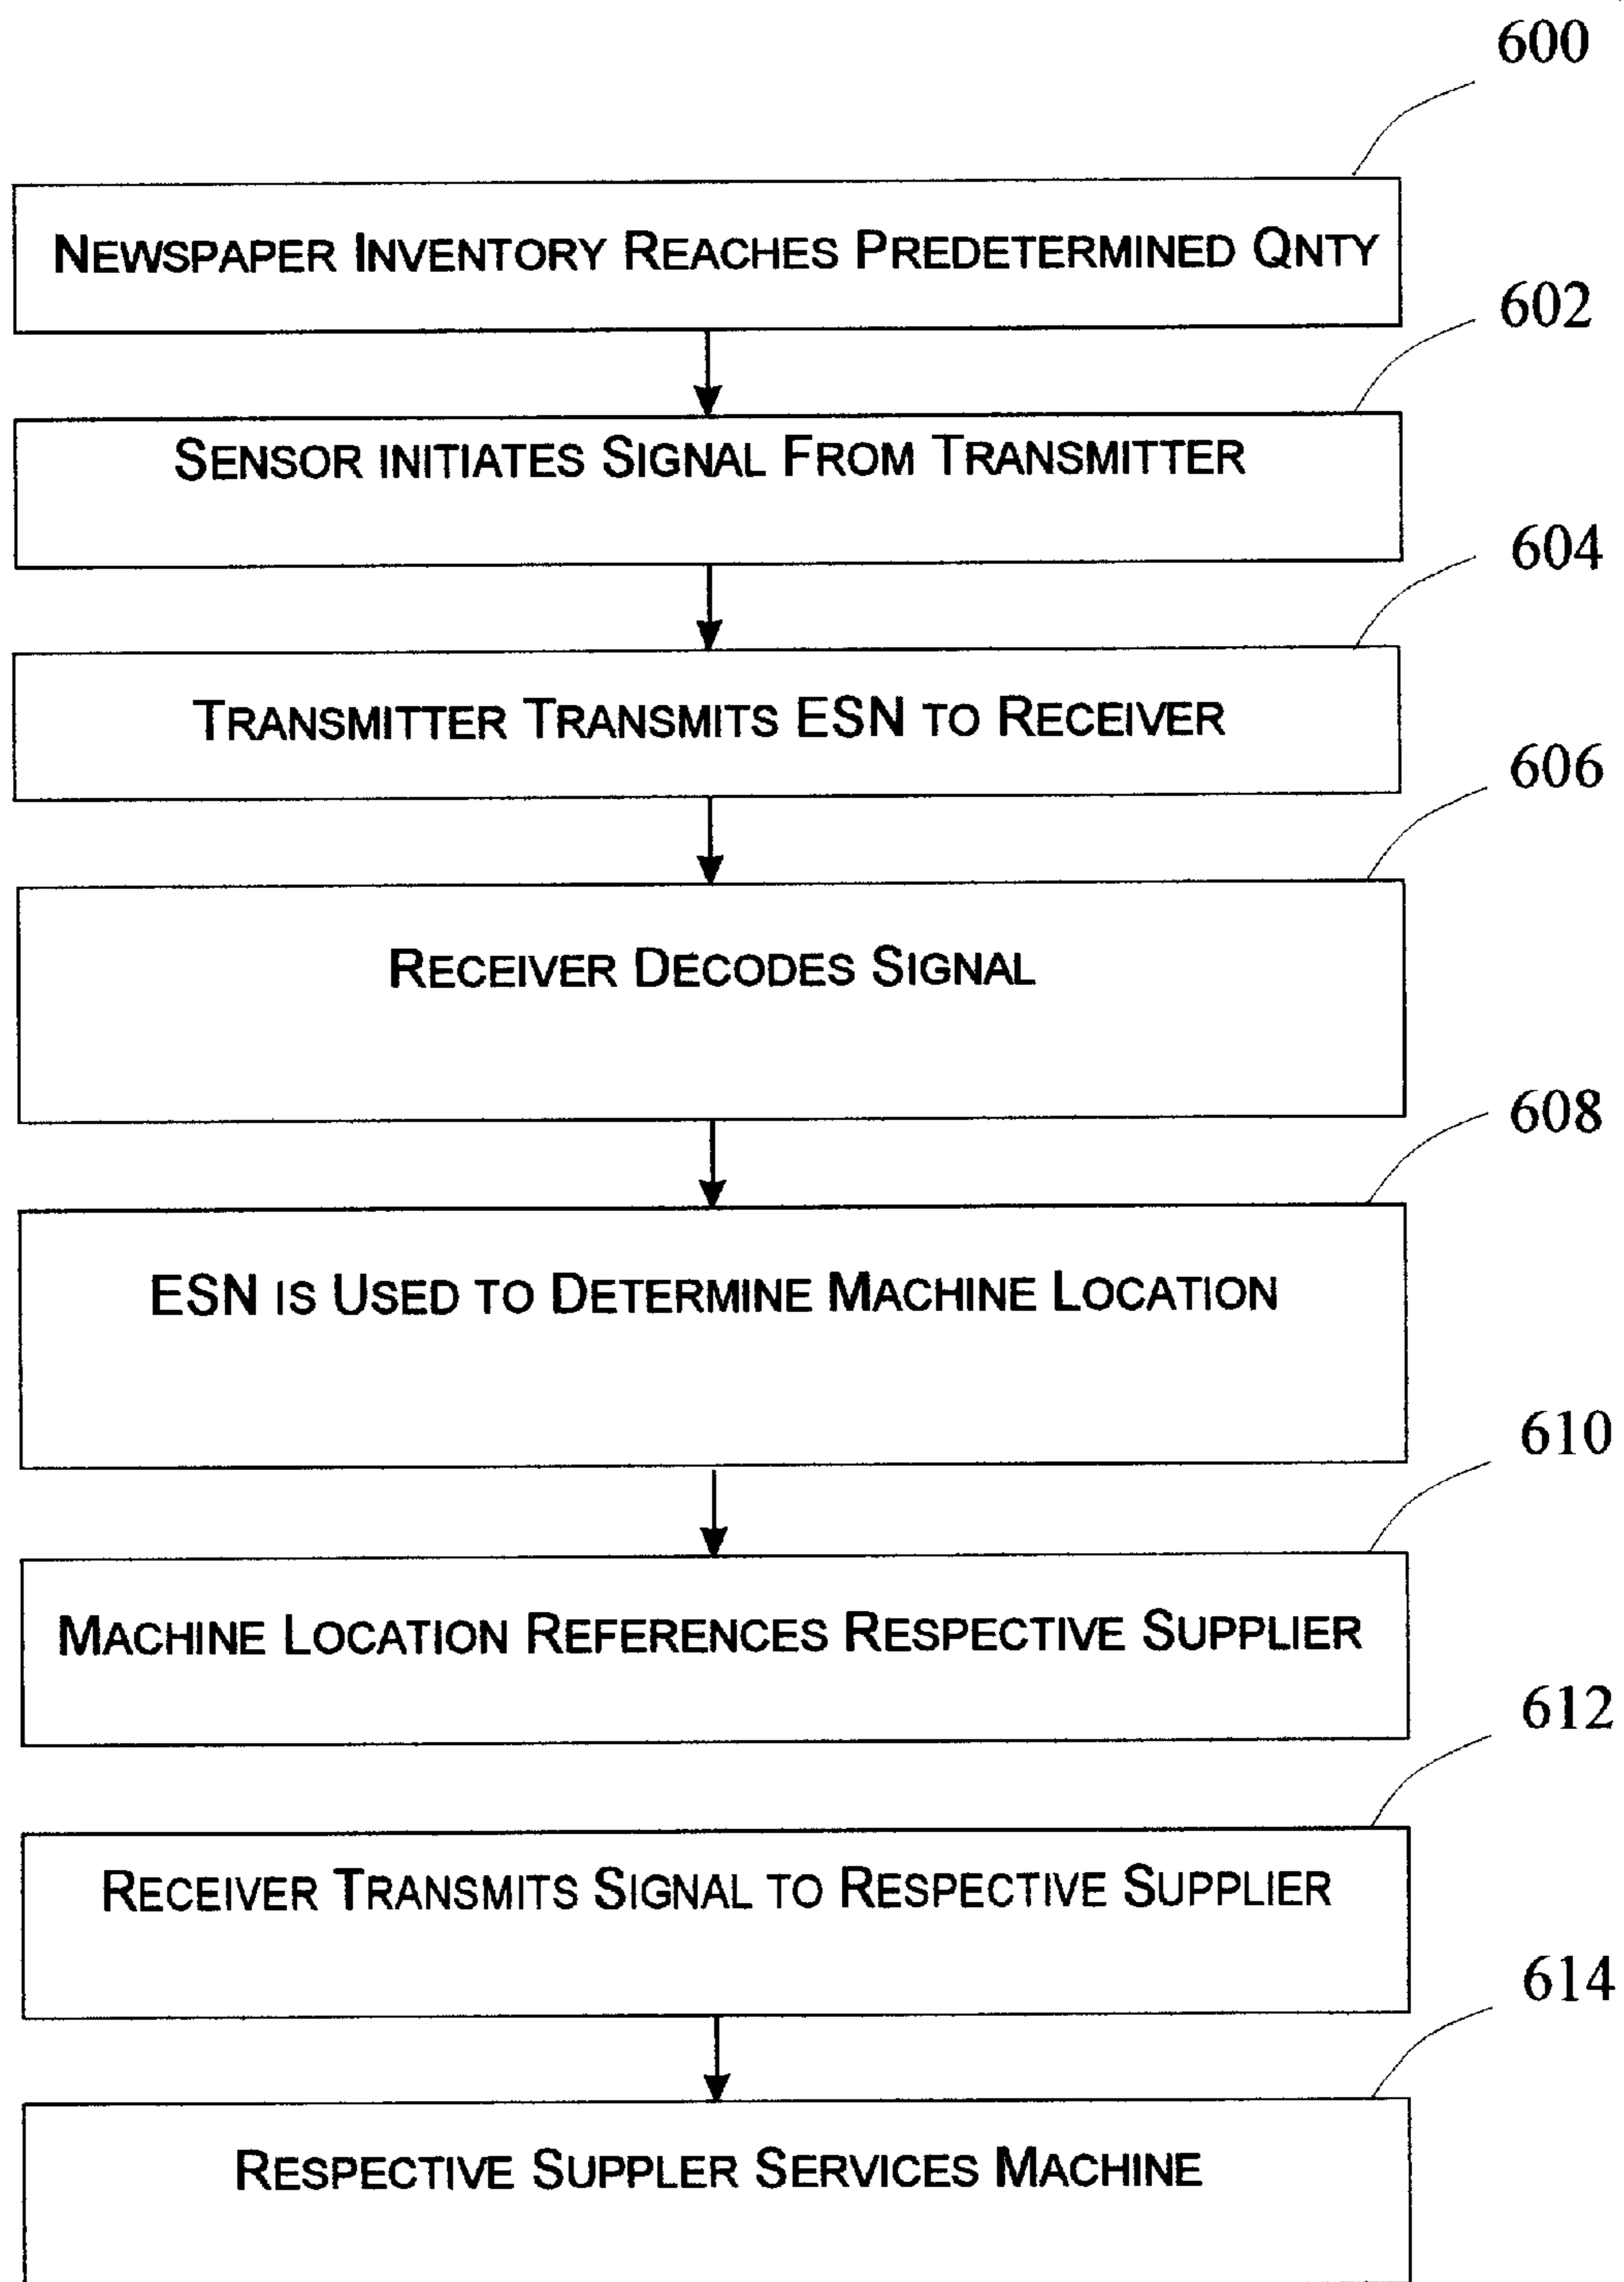 600
NEWSPAPER INVENTORY REACHES PREDETERMINED QNTY
602
SENSOR INITIATES SIGNAL FROM TRANSMITTER
604
TRANSMITTER TRANSMITS ESN TO RECEIVER
606
RECEIVER DECODES SIGNAL
608
ESN IS USED TO DETERMINE MACHINE LOCATION
610
MACHINE LOCATION REFERENCES RESPECTIVE SUPPLIER
612
RECEIVER TRANSMITS SIGNAL TO RESPECTIVE SUPPLIER
614
RESPECTIVE SUPPLER SERVICES MACHINE